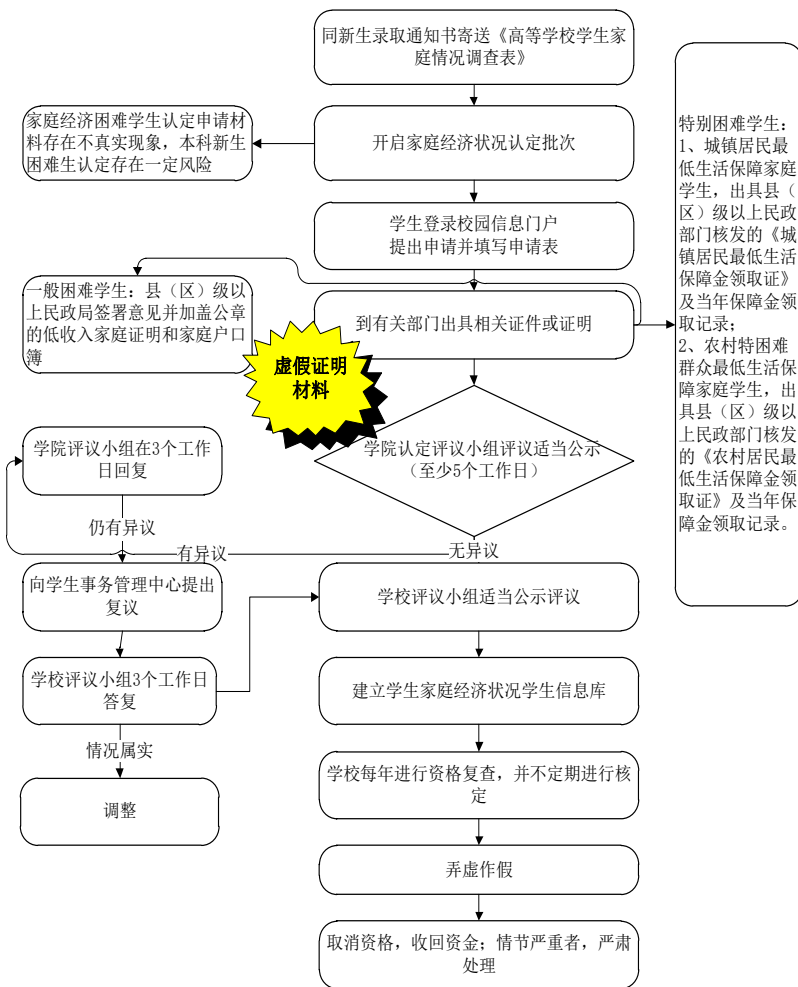 同新生录取通知书寄送《高等学校学生家
庭情况调查表》
家庭经济困难学生认定申请材
料存在不真实现象，本科新生
困难生认定存在一定风险
开启家庭经济状况认定批次
学生登录校园信息门户
提出申请并填写申请表
一般困难学生：县（区）级以
上民政局签署意见并加盖公章
的低收入家庭证明和家庭户口
簿
到有关部门出具相关证件或证明
特别困难学生：
1、城镇居民最
低生活保障家庭
学生，出具县（
区）级以上民政
部门核发的《城
镇居民最低生活
保障金领取证》
及当年保障金领
取记录；
2、农村特困难
群众最低生活保
障家庭学生，出
具县（区）级以
上民政部门核发
的《农村居民最
低生活保障金领
取证》及当年保
障金领取记录。
虚假证明
材料
学院认定评议小组评议适当公示
（至少5个工作日）
学院评议小组在3个工作
日回复
仍有异议
有异议
无异议
向学生事务管理中心提出
复议
学校评议小组适当公示评议
学校评议小组3个工作日
答复
建立学生家庭经济状况学生信息库
情况属实
调整
学校每年进行资格复查，并不定期进行核
定
弄虚作假
取消资格，收回资金；情节严重者，严肃
处理